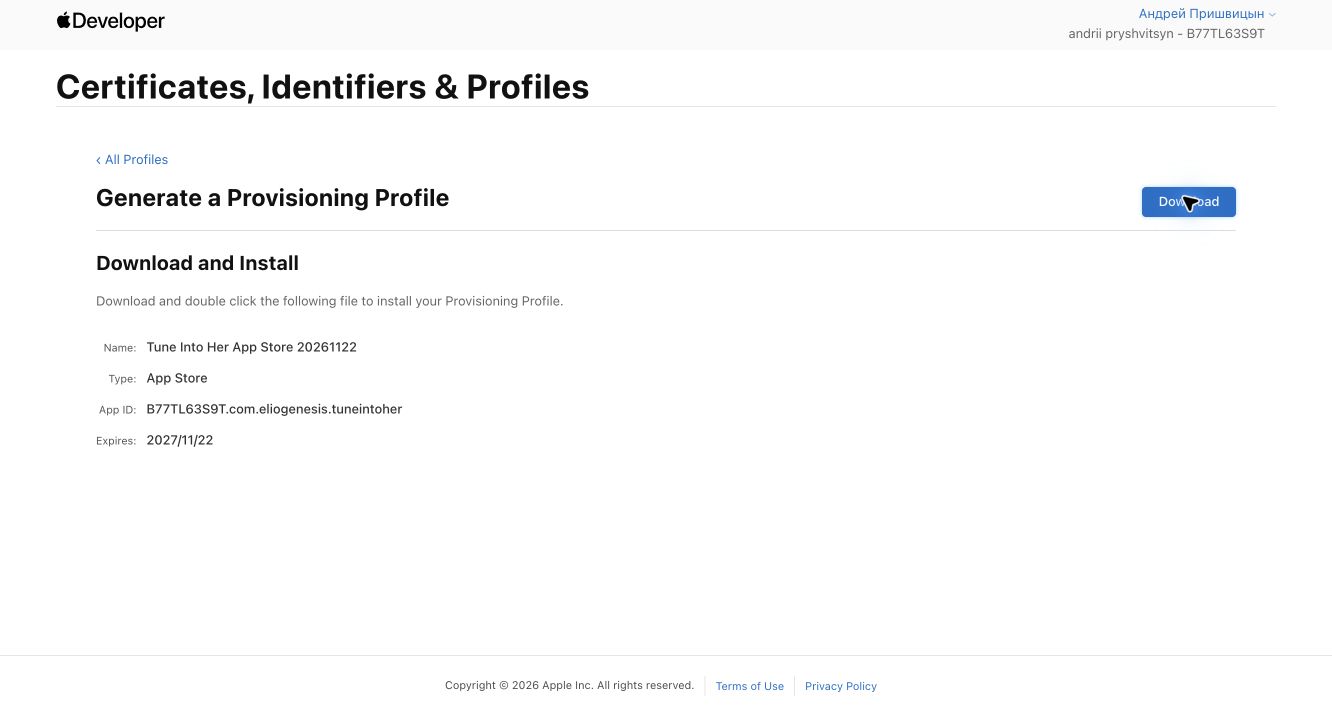 Developer
Андрей Пришвицын
andrii pryshvitsyn - B77TL63S9T
Certificates, Identifiers & Profiles
‹ All Profiles
Generate a Provisioning Profile
Download and Install
Download and double click the following file to install your Provisioning Profile.
Name: Tune Into Her App Store 20261122
Type: App Store
App ID: B77TL63S9T.com.eliogenesis.tuneintoher
Expires: 2027/11/22
Copyright © 2026 Apple Inc. All rights reserved. Terms of Use Privacy Policy